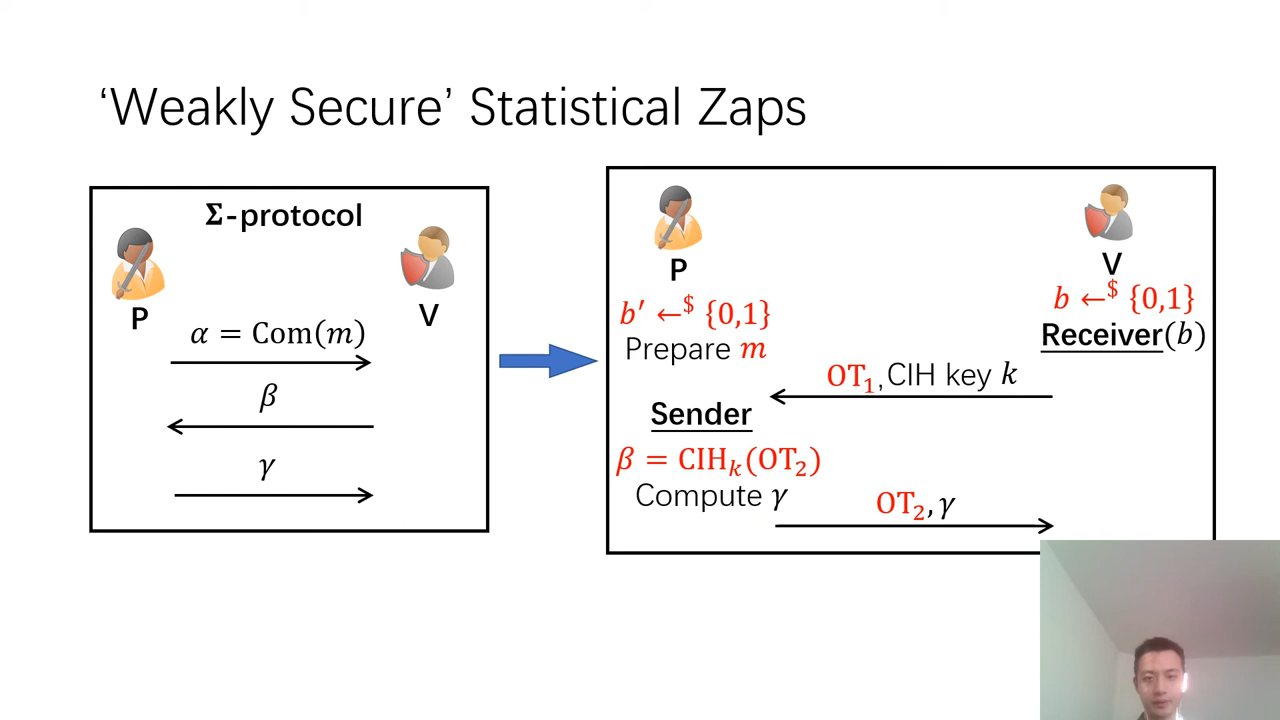 ‘Weakly Secure’ Statistical Zaps
Σ-protocol
P
V
α = Com(m)
β
γ
P
V
b′ ←$ {0,1}
b ←$ {0,1}
Prepare m
Receiver(b)
OT₁, CIH key k
Sender
β = CIHₖ(OT₂)
Compute γ
OT₂, γ